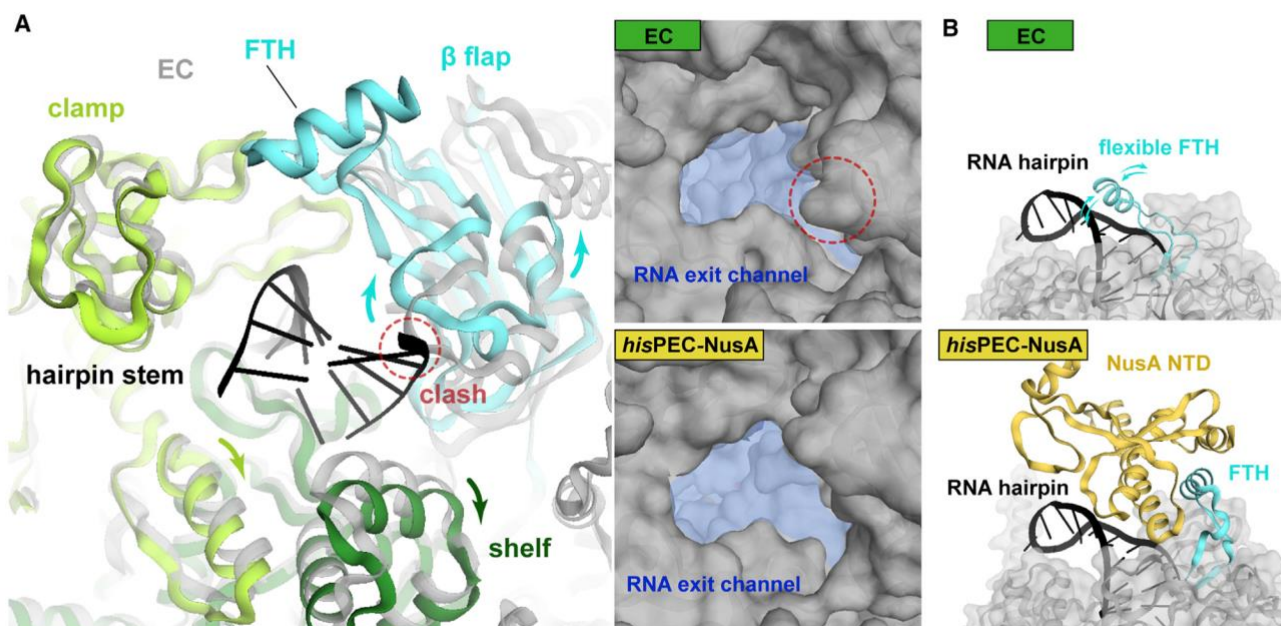 A
EC
FTH
β flap
clamp
hairpin stem
clash
shelf
EC
RNA exit channel
hisPEC-NusA
RNA exit channel
B
EC
RNA hairpin
flexible FTH
hisPEC-NusA
NusA NTD
RNA hairpin
FTH